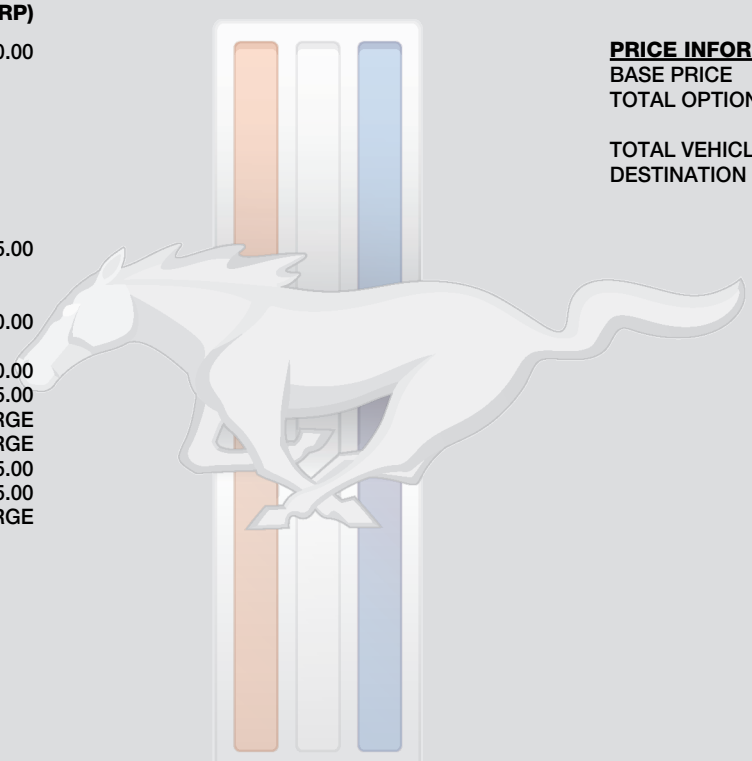 RP)
0.00
5.00
0.00
0.00
5.00
RGE
RGE
5.00
5.00
RGE
PRICE INFOR
BASE PRICE
TOTAL OPTION
TOTAL VEHICL
DESTINATION